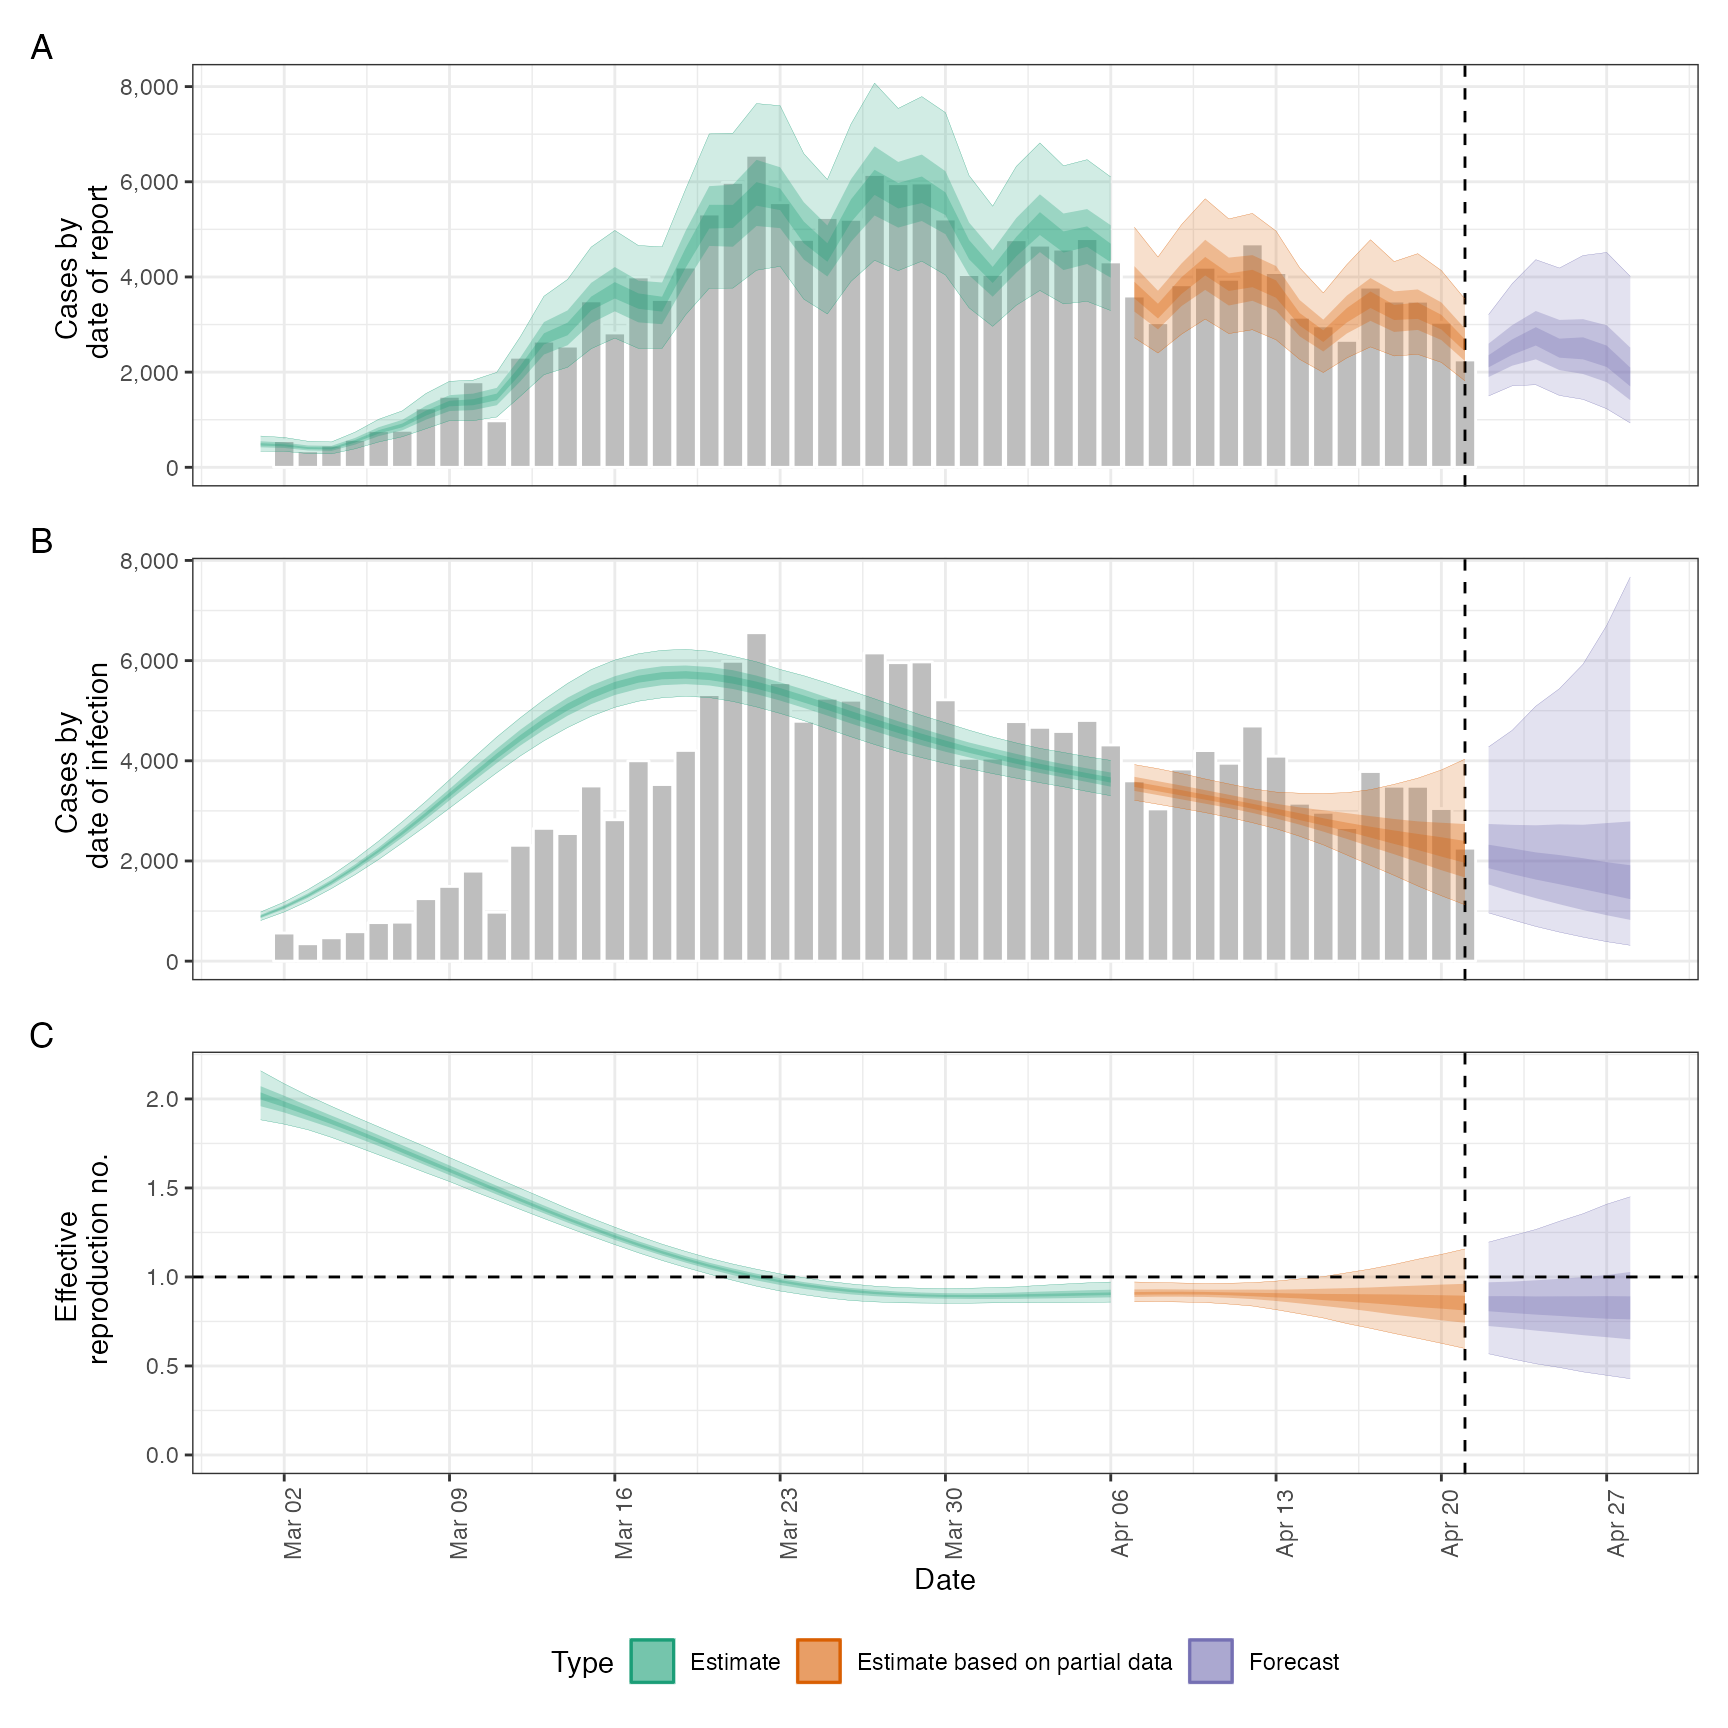 A
8,000
6,000
4,000
2,000
0
Cases by
date of report
B
8,000
6,000
4,000
2,000
0
Cases by
date of infection
C
2.0
1.5
1.0
0.5
0.0
Effective
reproduction no.
Mar 02
Mar 09
Mar 16
Mar 23
Mar 30
Apr 06
Apr 13
Apr 20
Apr 27
Date
Type
Estimate
Estimate based on partial data
Forecast